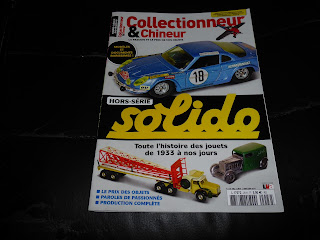 Collectionneur
& Chineur
18
HORS-SÉRIE
solido
Toute l'histoire des jouets
de 1933 à nos jours
LE PRIX DES OBJETS
PAROLES DE PASSIONNÉS
PRODUCTION COMPLÈTE